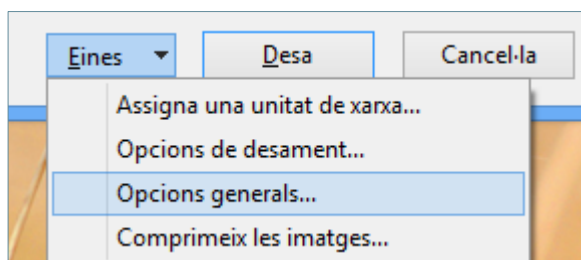 Eines Desa Cancel·la
Assigna una unitat de xarxa...
Opcions de desament...
Opcions generals...
Comprimeix les imatges...